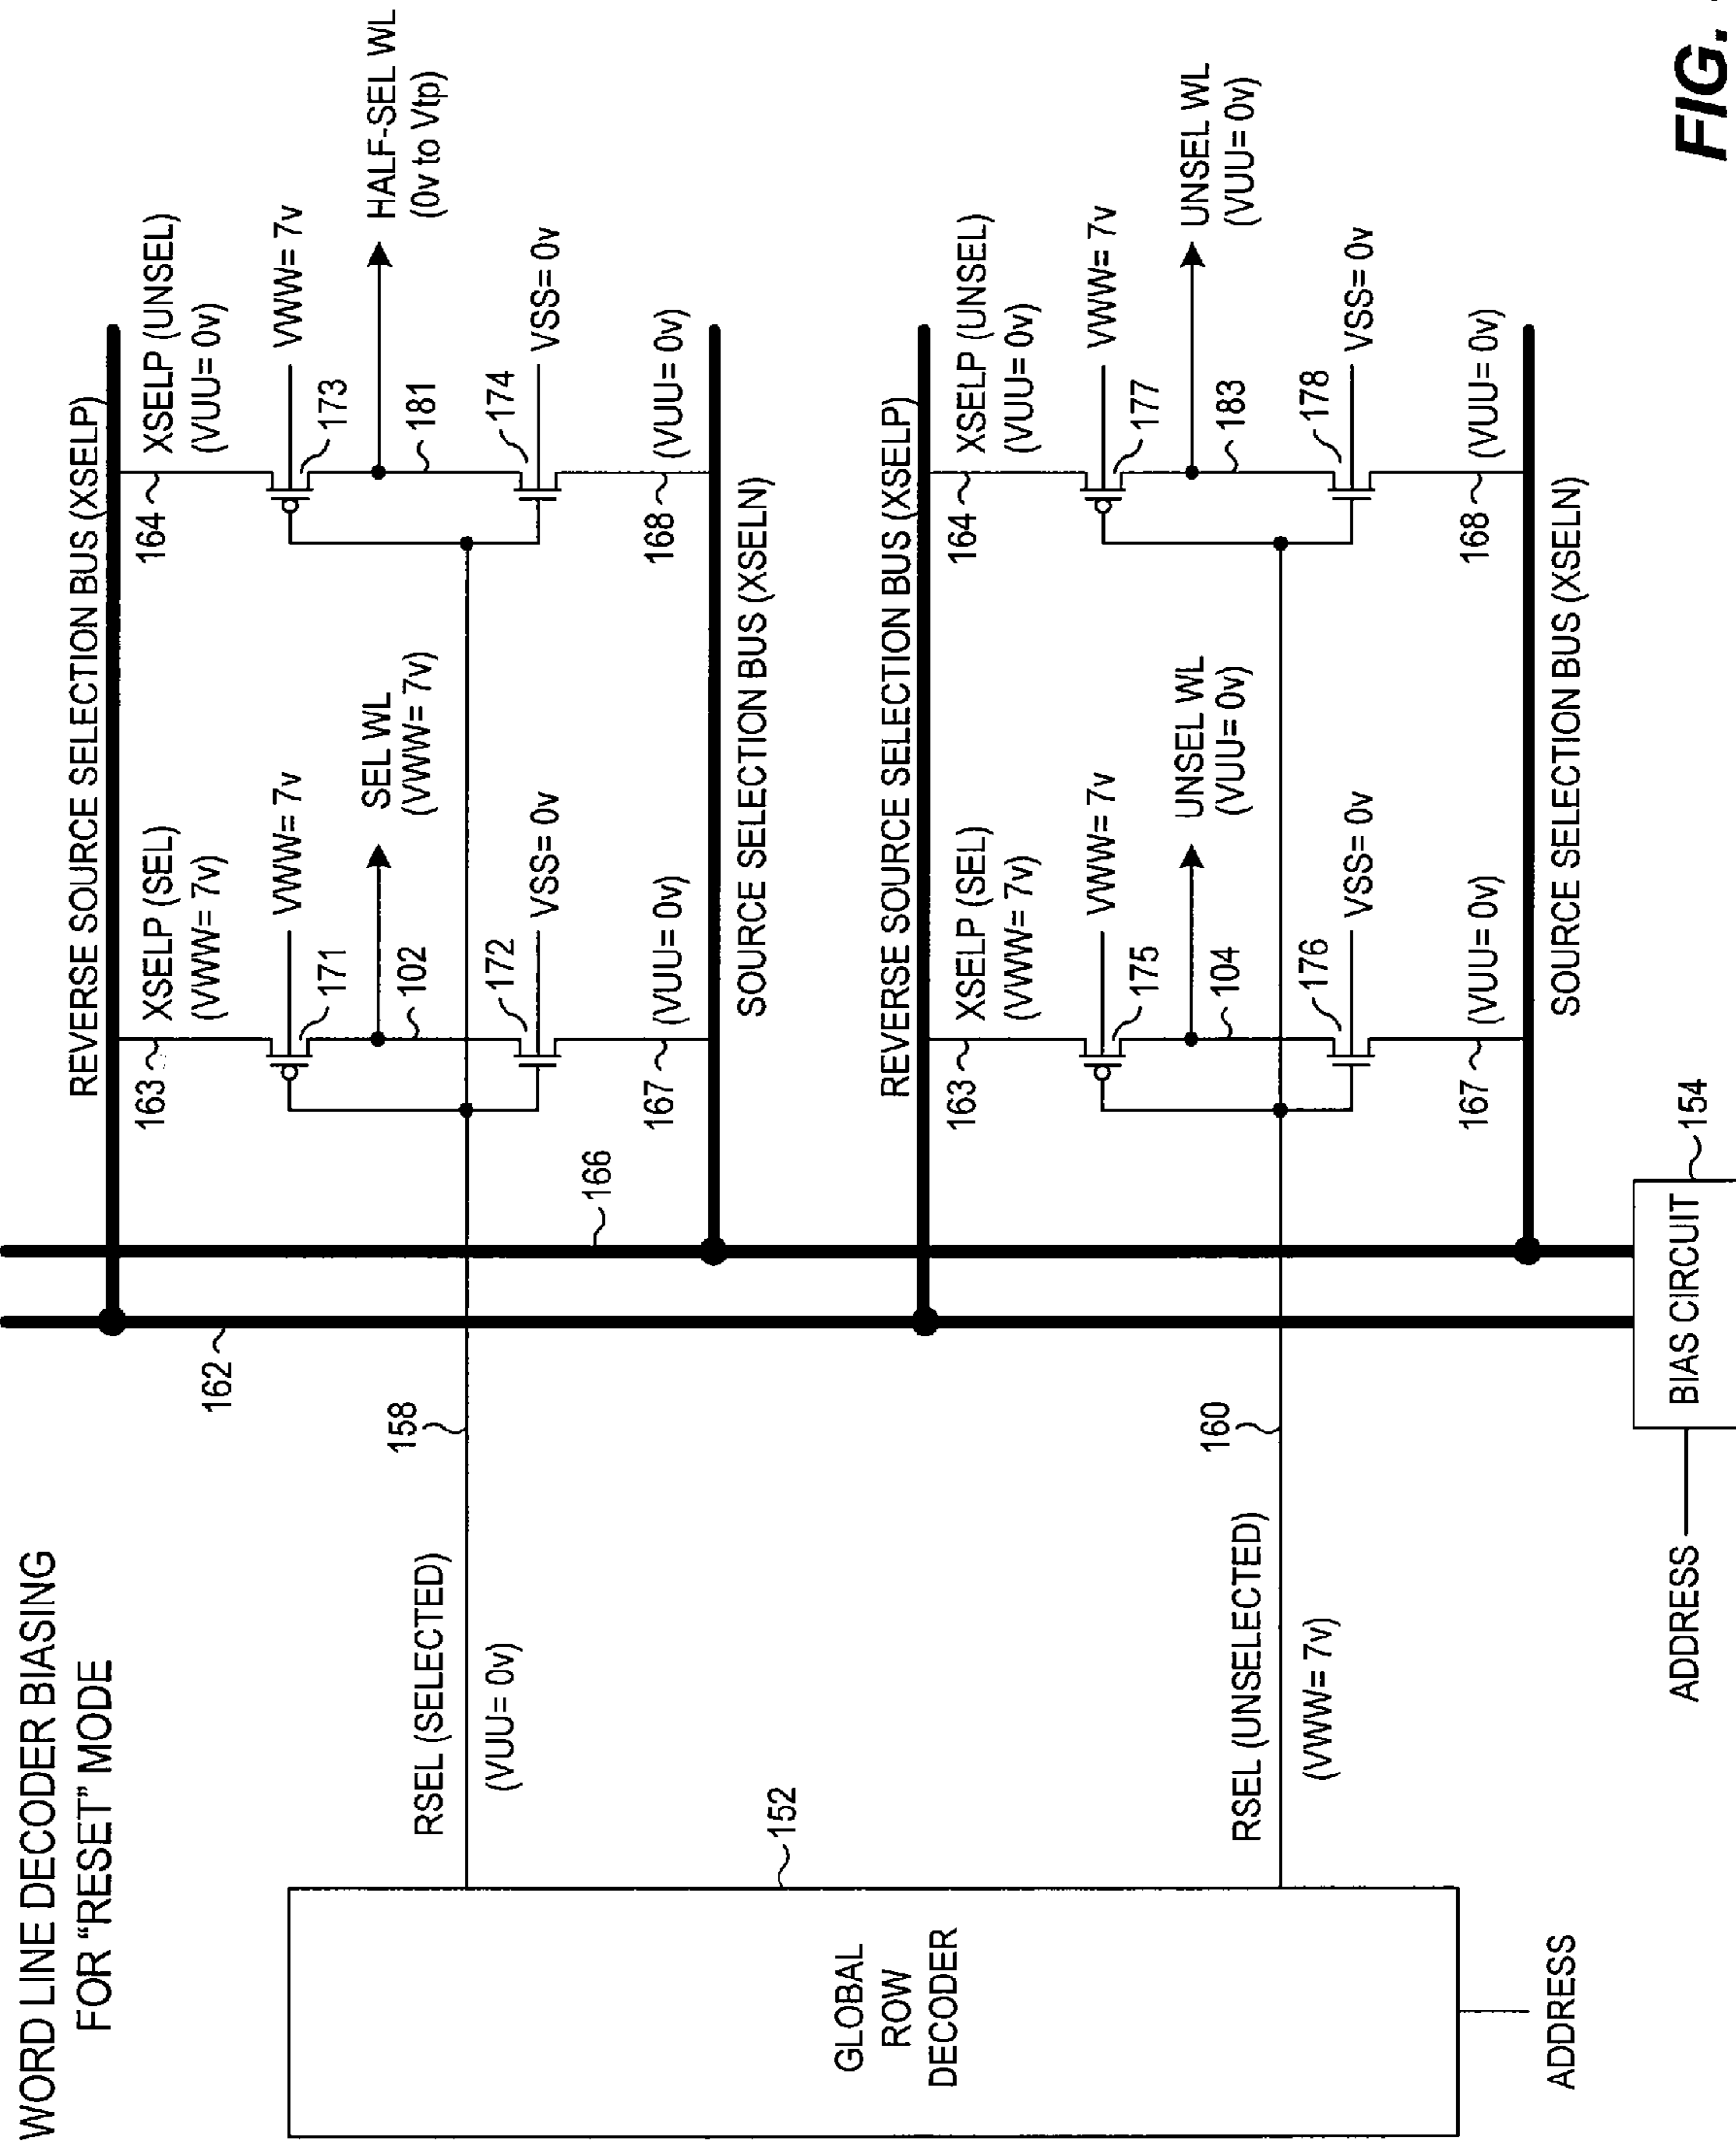 WORD LINE DECODER BIASING
FOR "RESET" MODE
REVERSE SOURCE SELECTION BUS (XSELP)
163
XSELP (SEL)
(VWW= 7v)
164
XSELP (UNSEL)
(VUU= 0v)
162
VWW= 7v
171
VWW= 7v
173
SEL WL
(VWW= 7v)
102
HALF-SEL WL
(0v to Vtp)
181
RSEL (SELECTED)
(VUU= 0v)
158
172
VSS= 0v
174
VSS= 0v
166
167
(VUU= 0v)
168
(VUU= 0v)
SOURCE SELECTION BUS (XSELN)
152
GLOBAL
ROW
DECODER
ADDRESS
REVERSE SOURCE SELECTION BUS (XSELP)
163
XSELP (SEL)
(VWW= 7v)
164
XSELP (UNSEL)
(VUU= 0v)
VWW= 7v
175
VWW= 7v
177
UNSEL WL
(VUU= 0v)
104
UNSEL WL
(VUU= 0v)
183
RSEL (UNSELECTED)
(VWW= 7v)
160
176
VSS= 0v
178
VSS= 0v
167
(VUU= 0v)
168
(VUU= 0v)
SOURCE SELECTION BUS (XSELN)
ADDRESS
BIAS CIRCUIT
154
FIG.